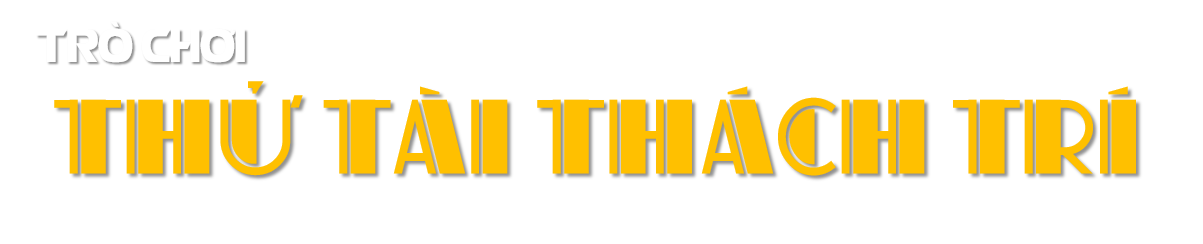 TRÒ CHƠI
THỬ TÀI THÁCH TRÍ